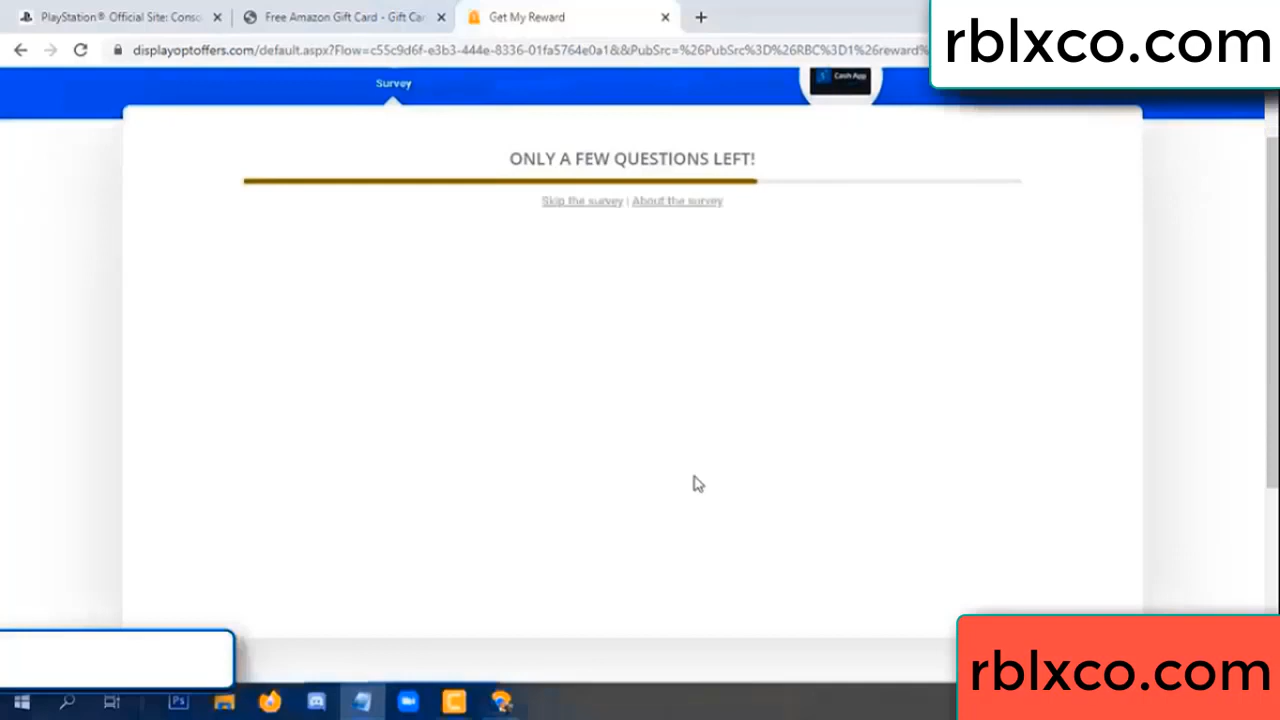 PlayStation® Official Site: Conso
Free Amazon Gift Card - Gift Car
Get My Reward
displayoptoffers.com/default.aspx?Flow=c55c9d6f-e3b3-444e-8336-01fa5764e0a1&&PubSrc=%26PubSrc%3D%26RBC%3D1%26reward%
rblxco.com
Survey
Cash App
ONLY A FEW QUESTIONS LEFT!
Skip the survey | About the survey
rblxco.com
Ps